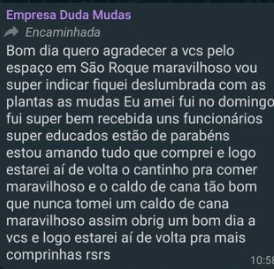 Empresa Duda Mudas
Encaminhada
Bom dia quero agradecer a vcs pelo
espaço em São Roque maravilhoso vou
super indicar fiquei deslumbrada com as
plantas as mudas Eu amei fui no domingo
fui super bem recebida uns funcionários
super educados estão de parabéns
estou amando tudo que comprei e logo
estarei aí de volta o cantinho pra comer
maravilhoso e o caldo de cana tão bom
que nunca tomei um caldo de cana
maravilhoso assim obrig um bom dia a
vcs e logo estarei aí de volta pra mais
comprinhas rsrs
10:58